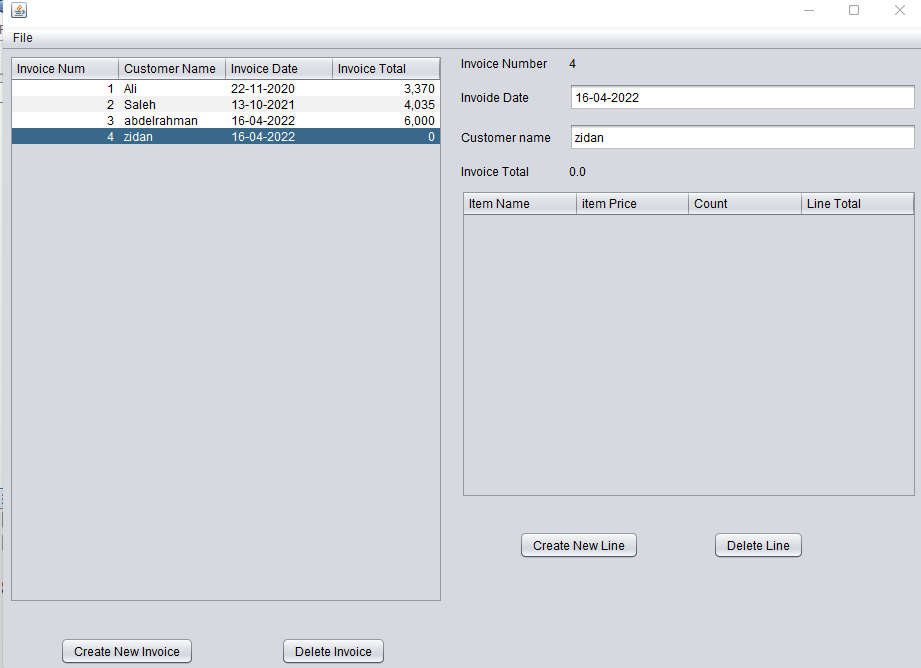 File
Invoice Num Customer Name Invoice Date Invoice Total
1 Ali 22-11-2020 3,370
2 Saleh 13-10-2021 4,035
3 abdelrahman 16-04-2022 6,000
4 zidan 16-04-2022 0
Invoice Number 4
Invoide Date 16-04-2022
Customer name zidan
Invoice Total 0.0
Item Name item Price Count Line Total
Create New Line Delete Line
Create New Invoice Delete Invoice